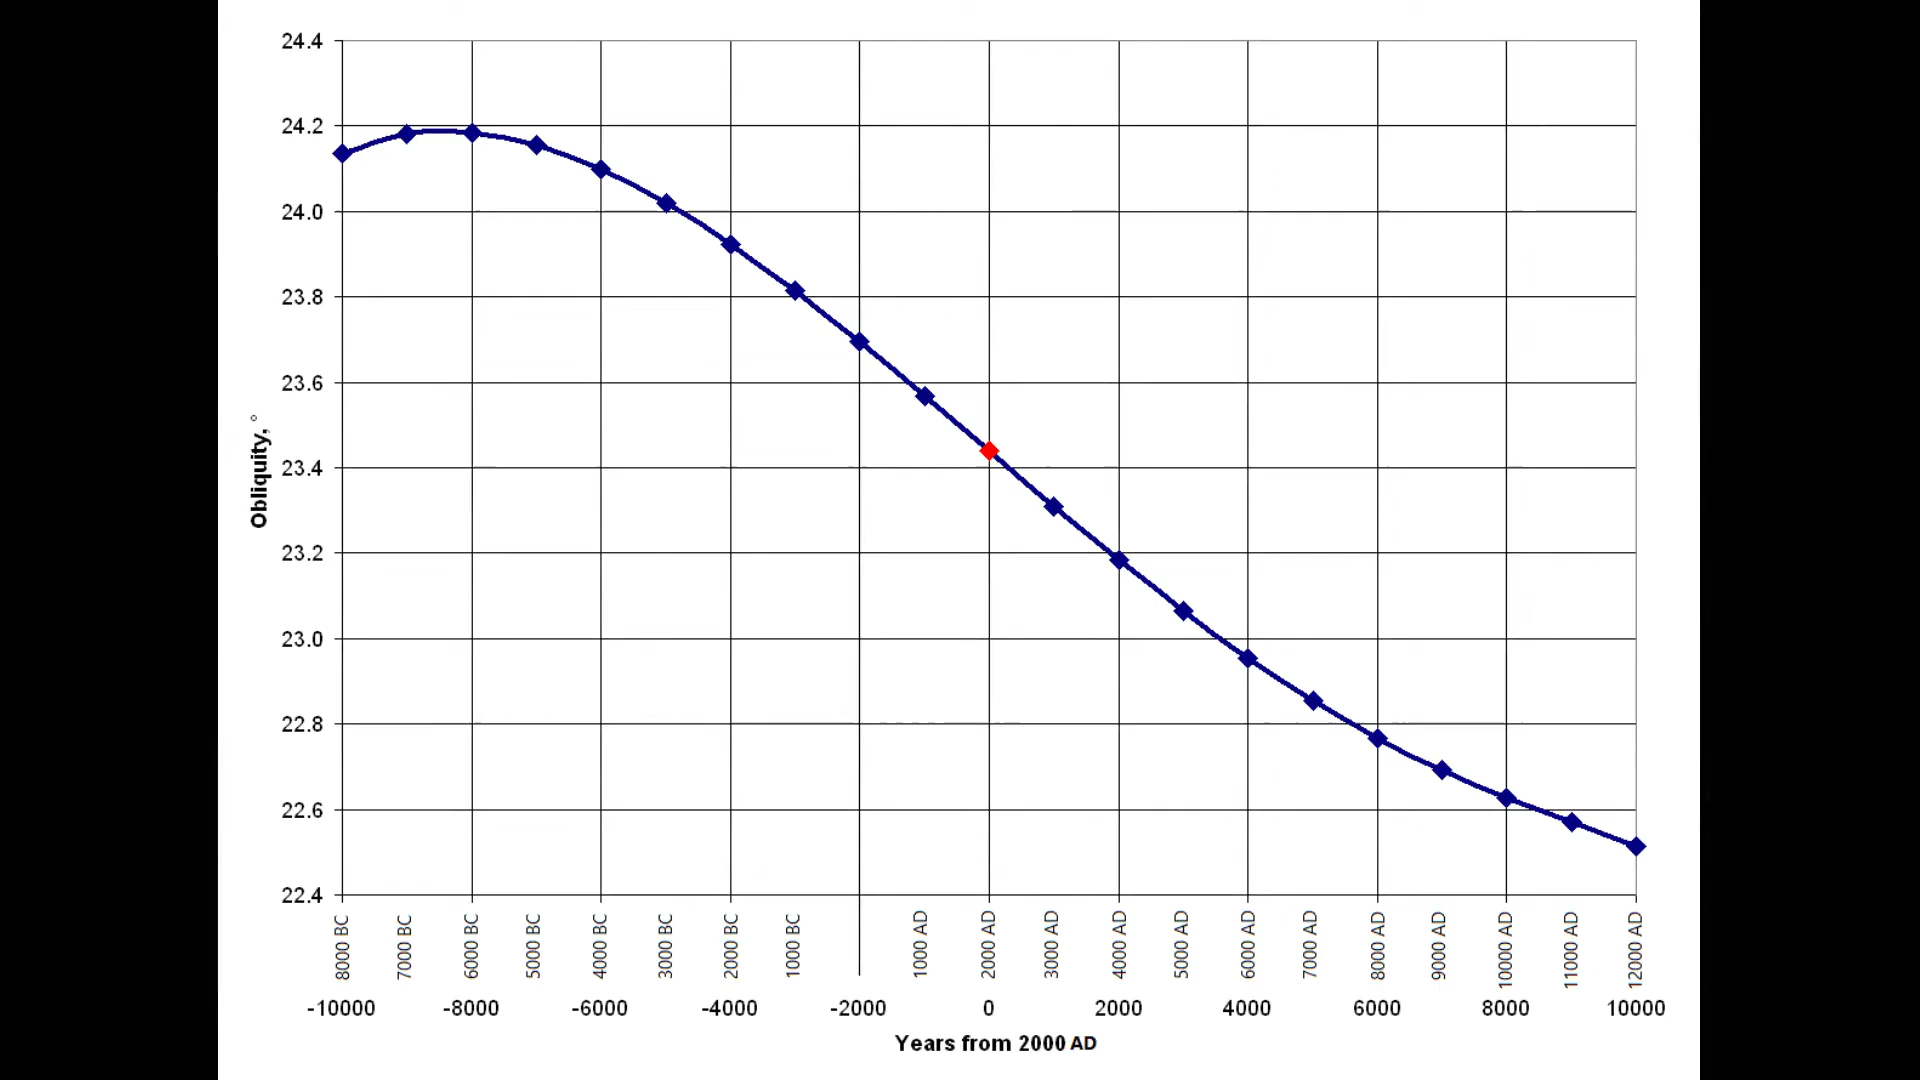 24.4
24.2
24.0
23.8
23.6
23.4
23.2
23.0
22.8
22.6
22.4
Obliquity, °
8000 BC 7000 BC 6000 BC 5000 BC 4000 BC 3000 BC 2000 BC 1000 BC 1000 AD 2000 AD 3000 AD 4000 AD 5000 AD 6000 AD 7000 AD 8000 AD 9000 AD 10000 AD 11000 AD 12000 AD
-10000 -8000 -6000 -4000 -2000 0 2000 4000 6000 8000 10000
Years from 2000 AD